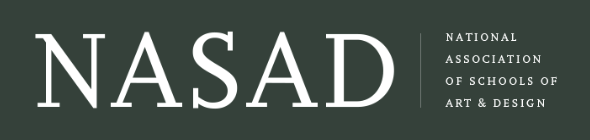 NASAD
NATIONAL
ASSOCIATION
OF SCHOOLS OF
ART & DESIGN